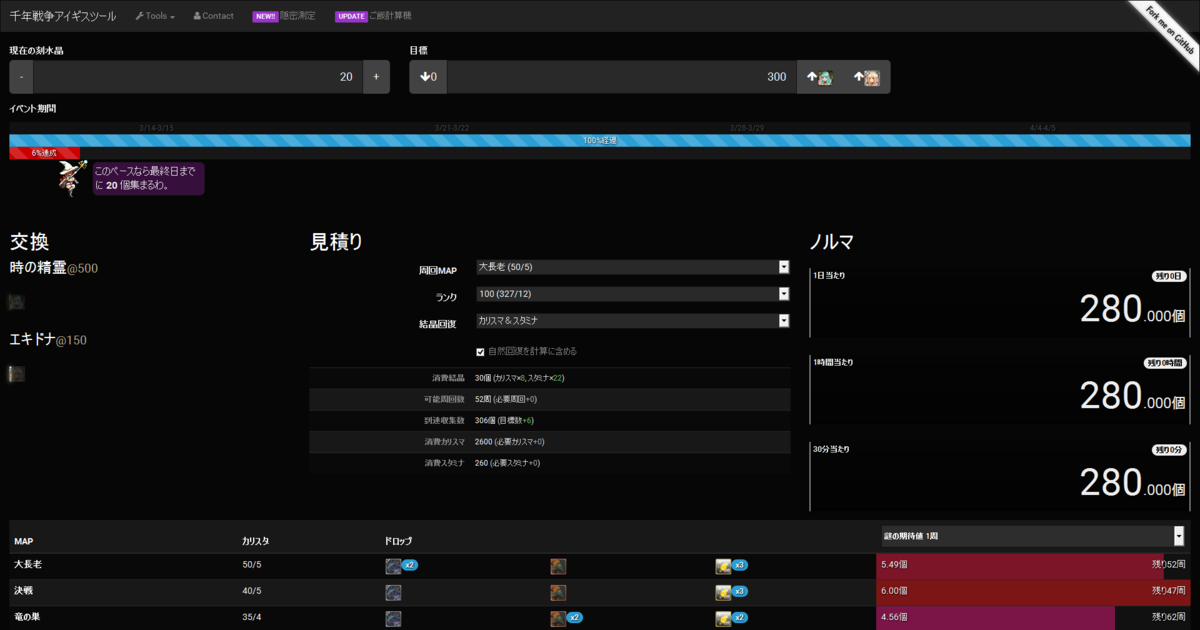 千年戦争アイギスツール Tools Contact NEW!! 隠密測定 UPDATE ご飯計算機
Fork me on GitHub
現在の刻水晶 目標
- 20 + 0 300
イベント期間
3/14-3/15 3/21-3/22 3/28-3/29 4/4-4/5
100%経過
6%達成
このペースなら最終日まで
に 20 個集まるわ。
交換 見積り ノルマ
時の精霊@500
エキドナ@150
周回MAP 大長老 (50/5)
ランク 100 (327/12)
結晶回復 カリスマ&スタミナ
自然回復を計算に含める
消費結晶 30個 (カリスマ×8, スタミナ×22)
可能周回数 52周 (必要周回+0)
到達収集数 306個 (目標数+6)
消費カリスマ 2600 (必要カリスマ+0)
消費スタミナ 260 (必要スタミナ+0)
1日当たり 残り0日
280.000個
1時間当たり 残り0時間
280.000個
30分当たり 残り0分
280.000個
MAP カリスタ ドロップ 謎の期待値 1周
大長老 50/5 x2 x3 5.49個 残り52周
決戦 40/5 x3 6.00個 残り47周
竜の巣 35/4 x2 x2 4.56個 残り62周